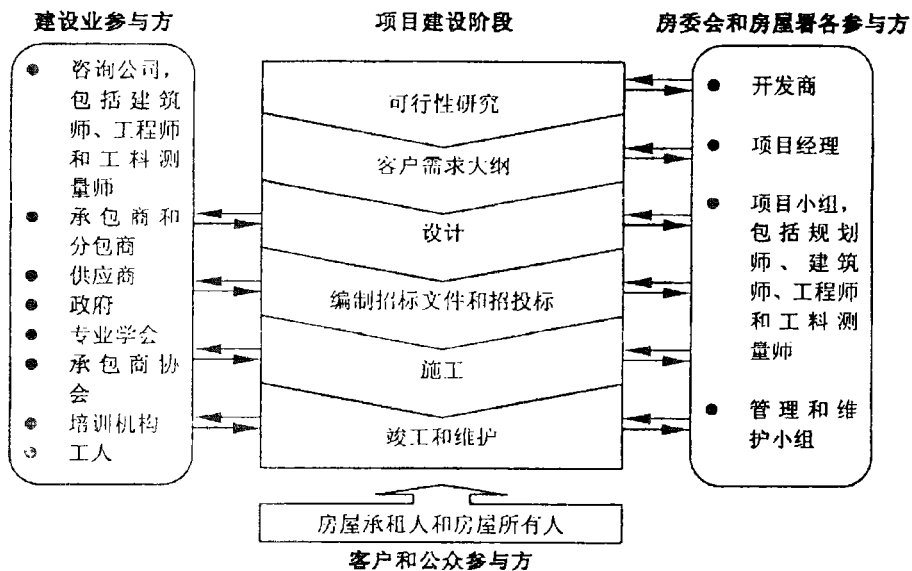 建设业参与方
项目建设阶段
房委会和房屋署各参与方
咨询公司，
包括建筑
师、工程师
和工料测
量师
承包商和
分包商
供应商
政府
专业学会
承包商协
会
培训机构
工人
可行性研究
客户需求大纲
设计
编制招标文件和招投标
施工
竣工和维护
开发商
项目经理
项目小组，
包括规划
师、建筑
师、工程师
和工料测
量师
管理和维
护小组
房屋承租人和房屋所有人
客户和公众参与方